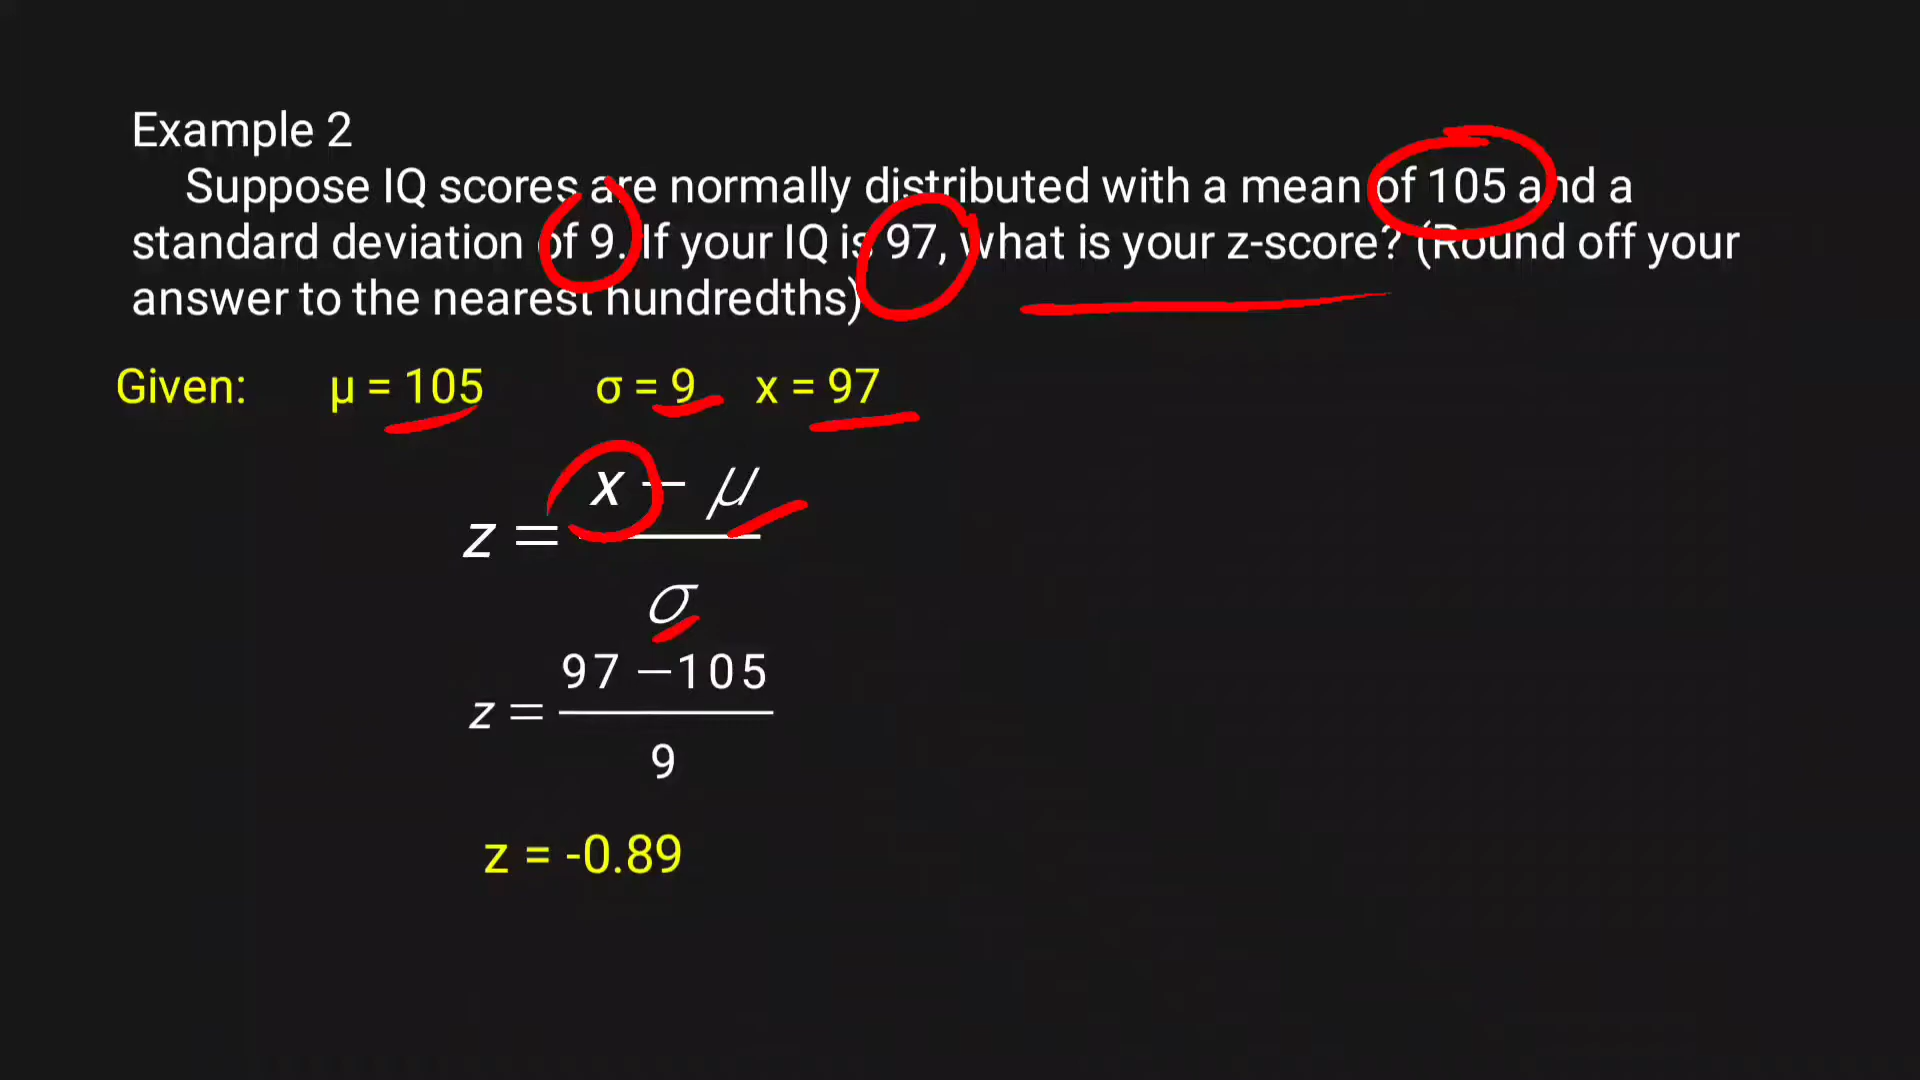 Example 2
Suppose IQ scores are normally distributed with a mean of 105 and a
standard deviation of 9. If your IQ is 97, what is your z-score? (Round off your
answer to the nearest hundredths)
Given: μ = 105 σ = 9 x = 97
z = x − μ
σ
z = 97 −105
9
z = -0.89